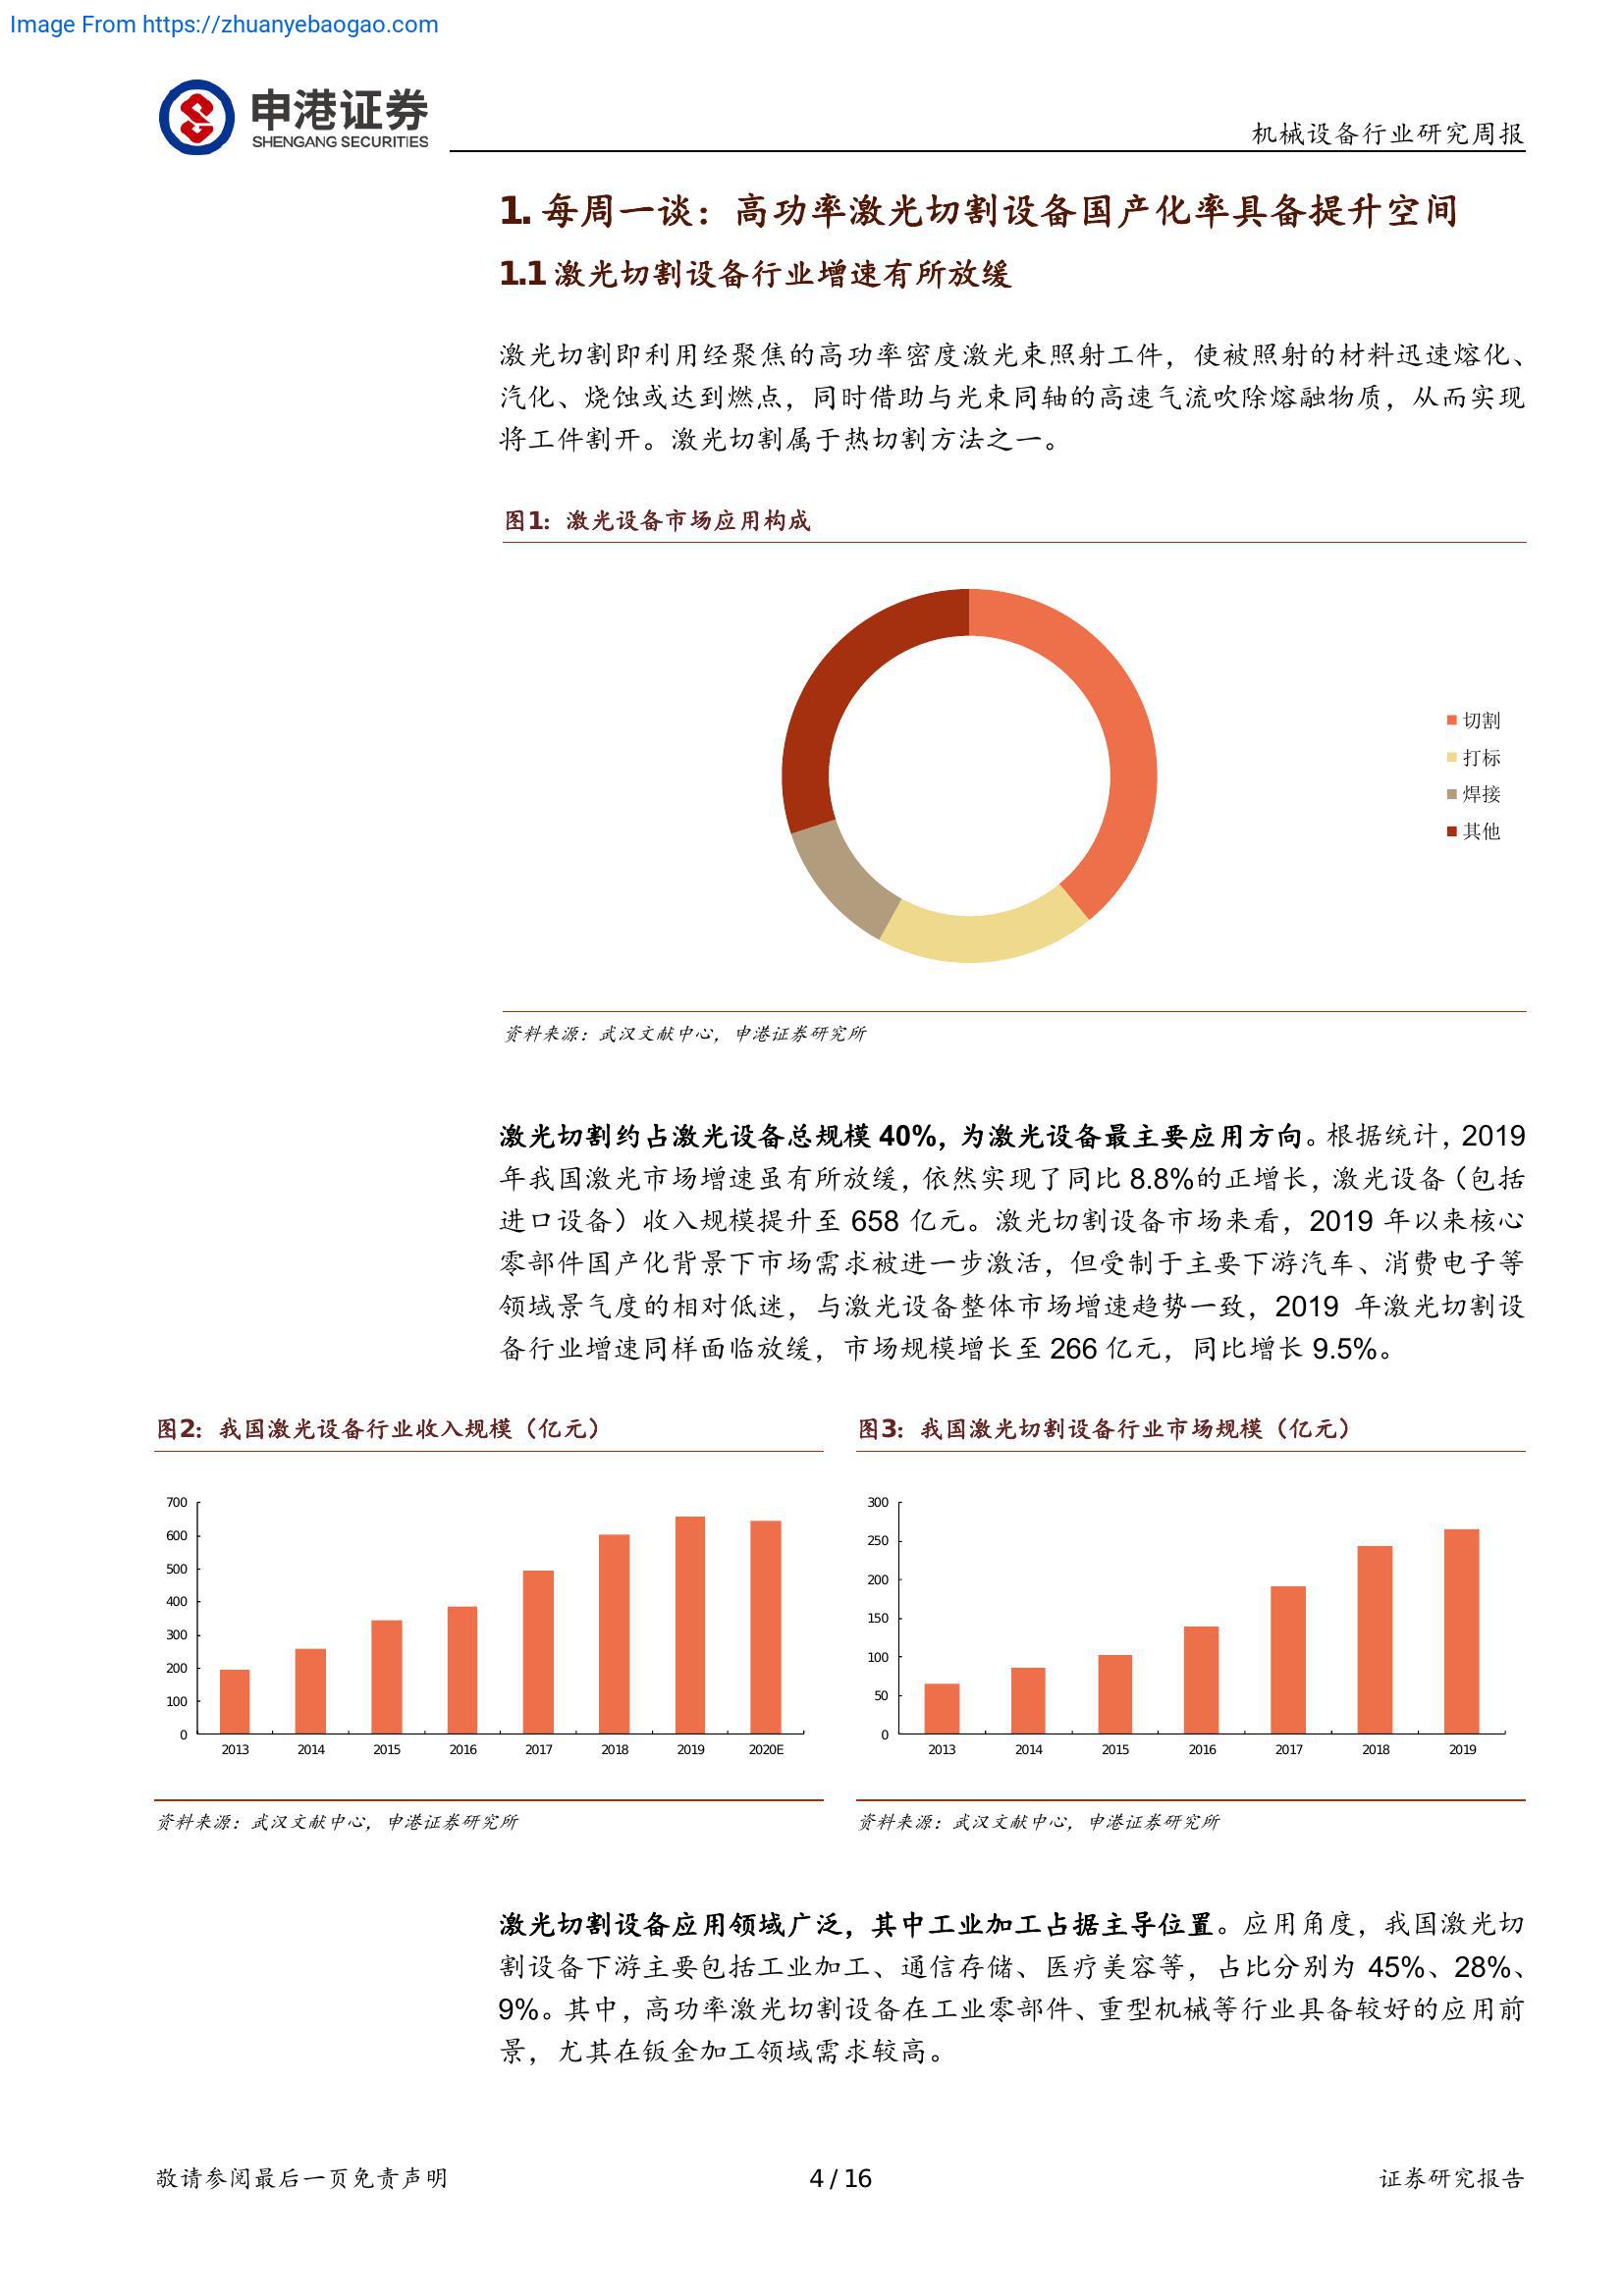 Image From https://zhuanyebaogao.com
申港证券
SHENGANG SECURITIES
机械设备行业研究周报
1. 每周一谈：高功率激光切割设备国产化率具备提升空间
1.1 激光切割设备行业增速有所放缓
激光切割即利用经聚焦的高功率密度激光束照射工件，使被照射的材料迅速熔化、
汽化、烧蚀或达到燃点，同时借助与光束同轴的高速气流吹除熔融物质，从而实现
将工件割开。激光切割属于热切割方法之一。
图1：激光设备市场应用构成
切割
打标
焊接
其他
资料来源：武汉文献中心，申港证券研究所
激光切割约占激光设备总规模 40%，为激光设备最主要应用方向。根据统计，2019
年我国激光市场增速虽有所放缓，依然实现了同比 8.8%的正增长，激光设备（包括
进口设备）收入规模提升至 658 亿元。激光切割设备市场来看，2019 年以来核心
零部件国产化背景下市场需求被进一步激活，但受制于主要下游汽车、消费电子等
领域景气度的相对低迷，与激光设备整体市场增速趋势一致，2019 年激光切割设
备行业增速同样面临放缓，市场规模增长至 266 亿元，同比增长 9.5%。
图2：我国激光设备行业收入规模（亿元）
700
600
500
400
300
200
100
0
2013 2014 2015 2016 2017 2018 2019 2020E
资料来源：武汉文献中心，申港证券研究所
图3：我国激光切割设备行业市场规模（亿元）
300
250
200
150
100
50
0
2013 2014 2015 2016 2017 2018 2019
资料来源：武汉文献中心，申港证券研究所
激光切割设备应用领域广泛，其中工业加工占据主导位置。应用角度，我国激光切
割设备下游主要包括工业加工、通信存储、医疗美容等，占比分别为 45%、28%、
9%。其中，高功率激光切割设备在工业零部件、重型机械等行业具备较好的应用前
景，尤其在钣金加工领域需求较高。
敬请参阅最后一页免责声明
4 / 16
证券研究报告